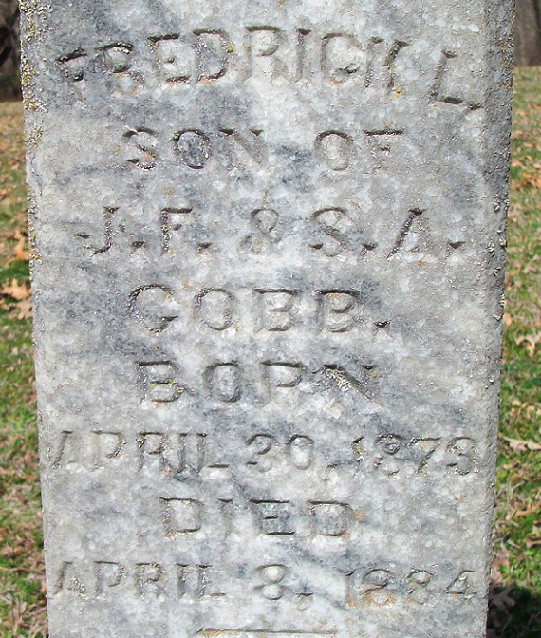 FREDRICK L.
SON OF
J. F. & S. A.
COBB.
BORN
APRIL 30, 1873
DIED
APRIL 8, 1884